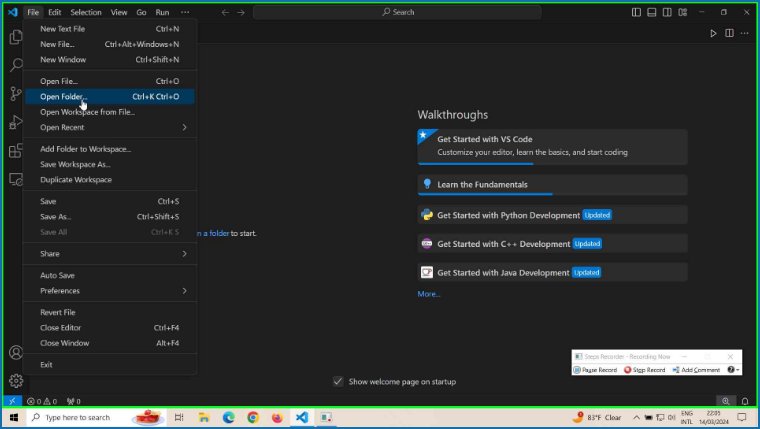 File Edit Selection View Go Run ··· Search
New Text File Ctrl+N
New File... Ctrl+Alt+Windows+N
New Window Ctrl+Shift+N
Open File... Ctrl+O
Open Folder... Ctrl+K Ctrl+O
Open Workspace from File...
Open Recent
Add Folder to Workspace...
Save Workspace As...
Duplicate Workspace
Save Ctrl+S
Save As... Ctrl+Shift+S
Save All Ctrl+K S
Share
Auto Save
Preferences
Revert File
Close Editor Ctrl+F4
Close Window Alt+F4
Exit
n a folder to start.
Walkthroughs
Get Started with VS Code
Customize your editor, learn the basics, and start coding
Learn the Fundamentals
Get Started with Python Development Updated
Get Started with C++ Development Updated
Get Started with Java Development Updated
More...
Show welcome page on startup
Steps Recorder - Recording Now
Pause Record Stop Record Add Comment
0 0 0
Type here to search
83°F Clear
ENG
INTL
22:05
14/03/2024